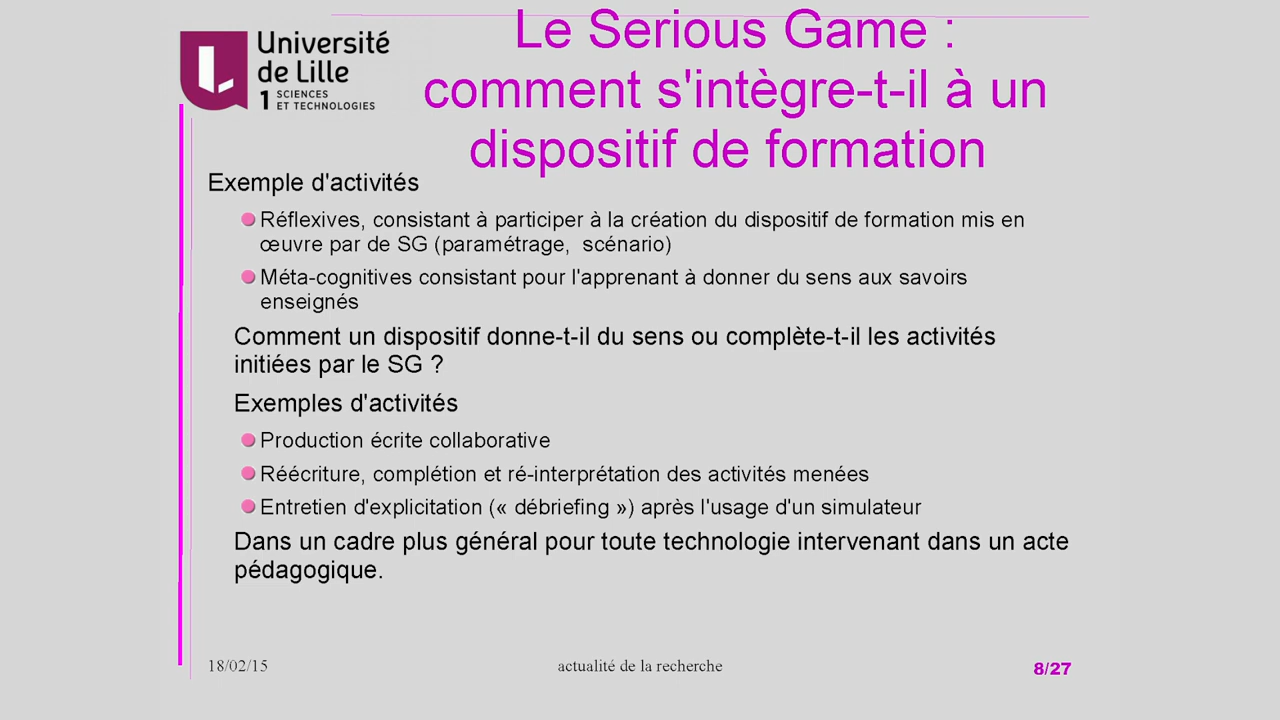 Université
de Lille
1 SCIENCES
ET TECHNOLOGIES
Le Serious Game :
comment s'intègre-t-il à un
dispositif de formation
Exemple d'activités
Réflexives, consistant à participer à la création du dispositif de formation mis en
œuvre par de SG (paramétrage, scénario)
Méta-cognitives consistant pour l'apprenant à donner du sens aux savoirs
enseignés
Comment un dispositif donne-t-il du sens ou complète-t-il les activités
initiées par le SG ?
Exemples d'activités
Production écrite collaborative
Réécriture, complétion et ré-interprétation des activités menées
Entretien d'explicitation (« débriefing ») après l'usage d'un simulateur
Dans un cadre plus général pour toute technologie intervenant dans un acte
pédagogique.
18/02/15
actualité de la recherche
8/27